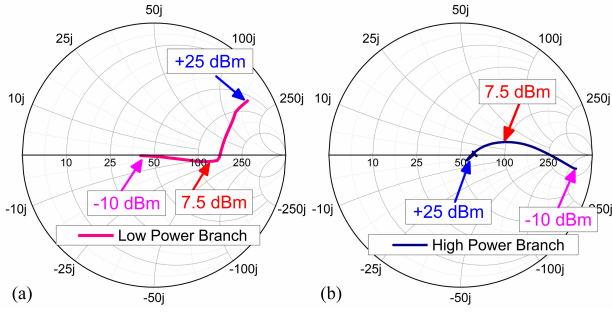 50j
25j
100j
+25 dBm
10j
250j
10
25
50
100
250
-10 dBm
7.5 dBm
-10j
-250j
Low Power Branch
-25j
-100j
-50j
(a)
50j
25j
100j
7.5 dBm
10j
250j
10
25
50
100
250
+25 dBm
-10 dBm
-10j
-250j
High Power Branch
-25j
-100j
-50j
(b)